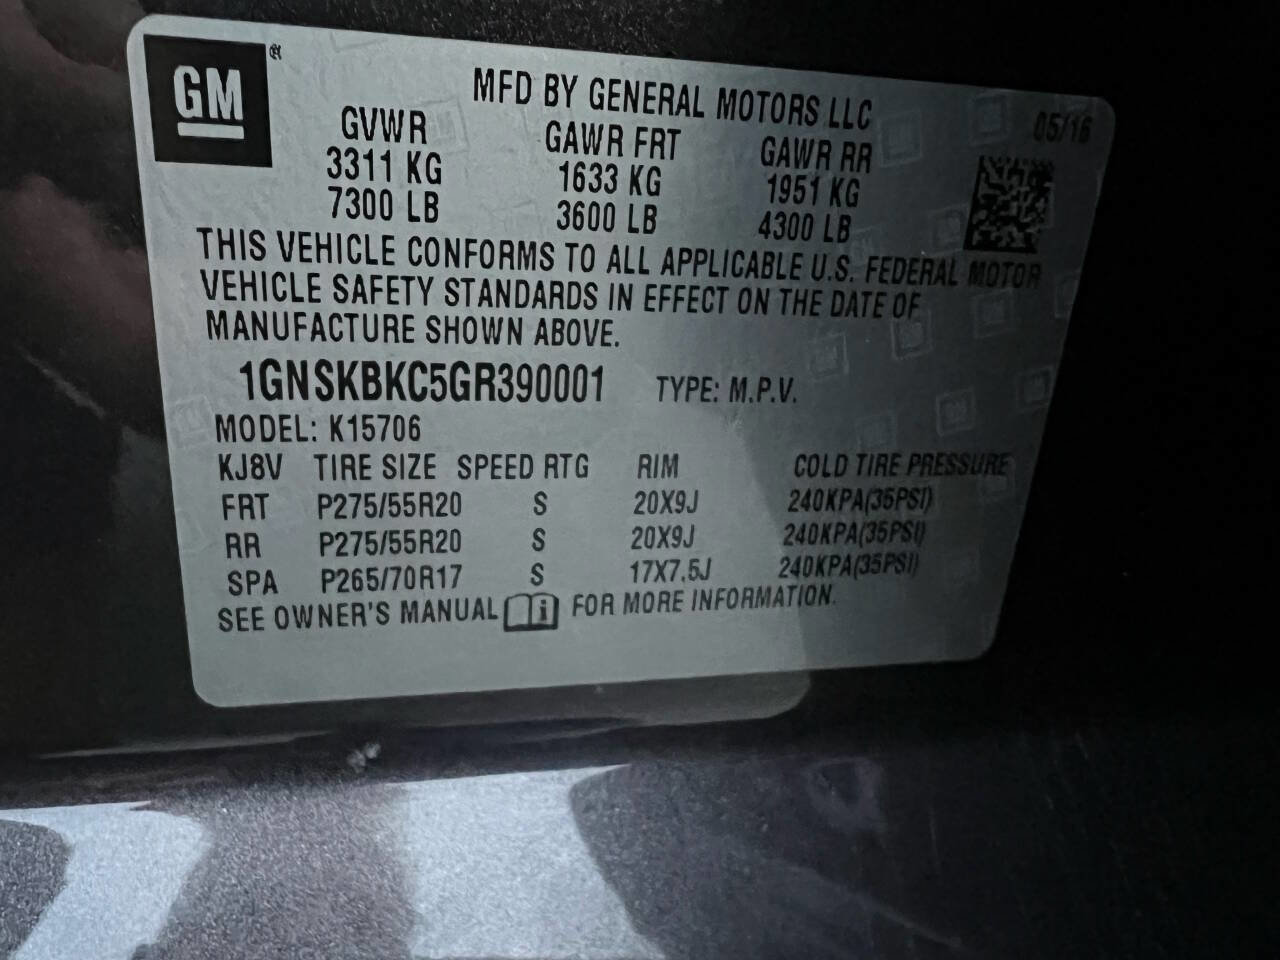 GM
MFD BY GENERAL MOTORS LLC
05/16
GVWR GAWR FRT GAWR RR
3311 KG 1633 KG 1951 KG
7300 LB 3600 LB 4300 LB
THIS VEHICLE CONFORMS TO ALL APPLICABLE U.S. FEDERAL MOTOR
VEHICLE SAFETY STANDARDS IN EFFECT ON THE DATE OF
MANUFACTURE SHOWN ABOVE.
1GNSKBKC5GR390001 TYPE: M.P.V.
MODEL: K15706
KJ8V TIRE SIZE SPEED RTG RIM COLD TIRE PRESSURE
FRT P275/55R20 S 20X9J 240KPA(35PSI)
RR P275/55R20 S 20X9J 240KPA(35PSI)
SPA P265/70R17 S 17X7.5J 240KPA(35PSI)
SEE OWNER'S MANUAL i FOR MORE INFORMATION.